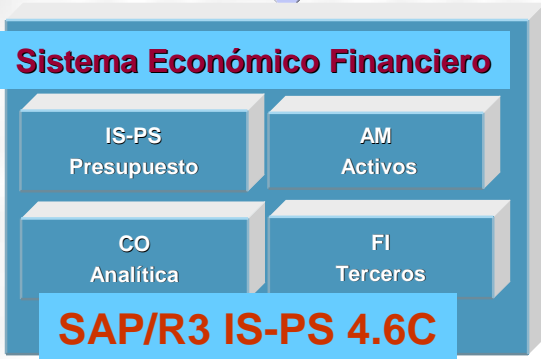 Sistema Económico Financiero
IS-PS
Presupuesto
AM
Activos
CO
Analítica
FI
Terceros
SAP/R3 IS-PS 4.6C